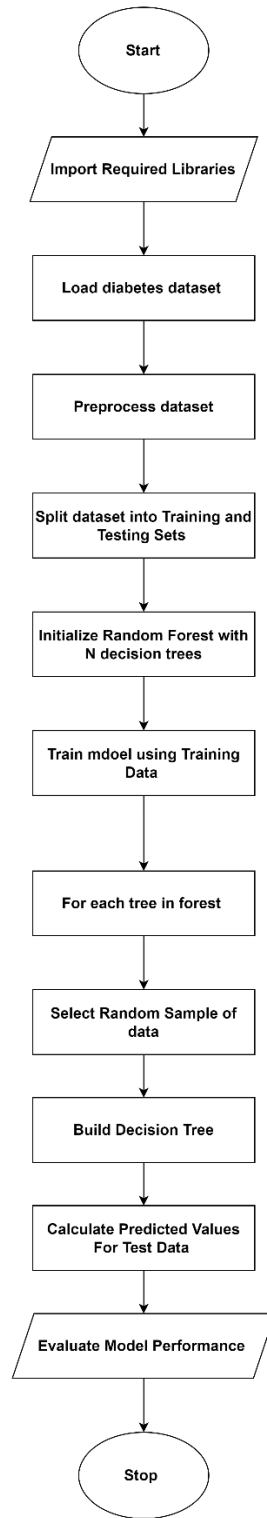 Start
Import Required Libraries
Load diabetes dataset
Preprocess dataset
Split dataset into Training and
Testing Sets
Initialize Random Forest with
N decision trees
Train mdoel using Training
Data
For each tree in forest
Select Random Sample of
data
Build Decision Tree
Calculate Predicted Values
For Test Data
Evaluate Model Performance
Stop